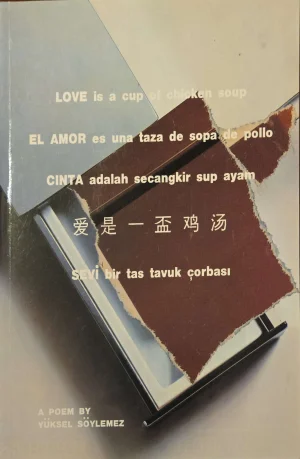 LOVE is a cup of chicken soup
EL AMOR es una taza de sopa de pollo
CINTA adalah secangkir sup ayam
爱是一盃鸡汤
SEVİ bir tas tavuk çorbası
A POEM BY
YÜKSEL SÖYLEMEZ